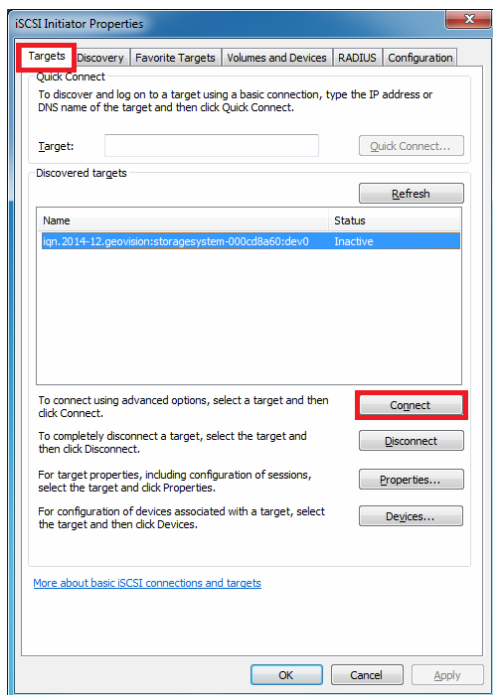 iSCSI Initiator Properties
Targets Discovery Favorite Targets Volumes and Devices RADIUS Configuration
Quick Connect
To discover and log on to a target using a basic connection, type the IP address or
DNS name of the target and then click Quick Connect.
Target:
Quick Connect...
Discovered targets
Refresh
Name Status
iqn.2014-12.geovision:storagesystem-000cd8a60:dev0 Inactive
To connect using advanced options, select a target and then
click Connect.
Connect
To completely disconnect a target, select the target and
then click Disconnect.
Disconnect
For target properties, including configuration of sessions,
select the target and click Properties.
Properties...
For configuration of devices associated with a target, select
the target and then click Devices.
Devices...
More about basic iSCSI connections and targets
OK Cancel Apply